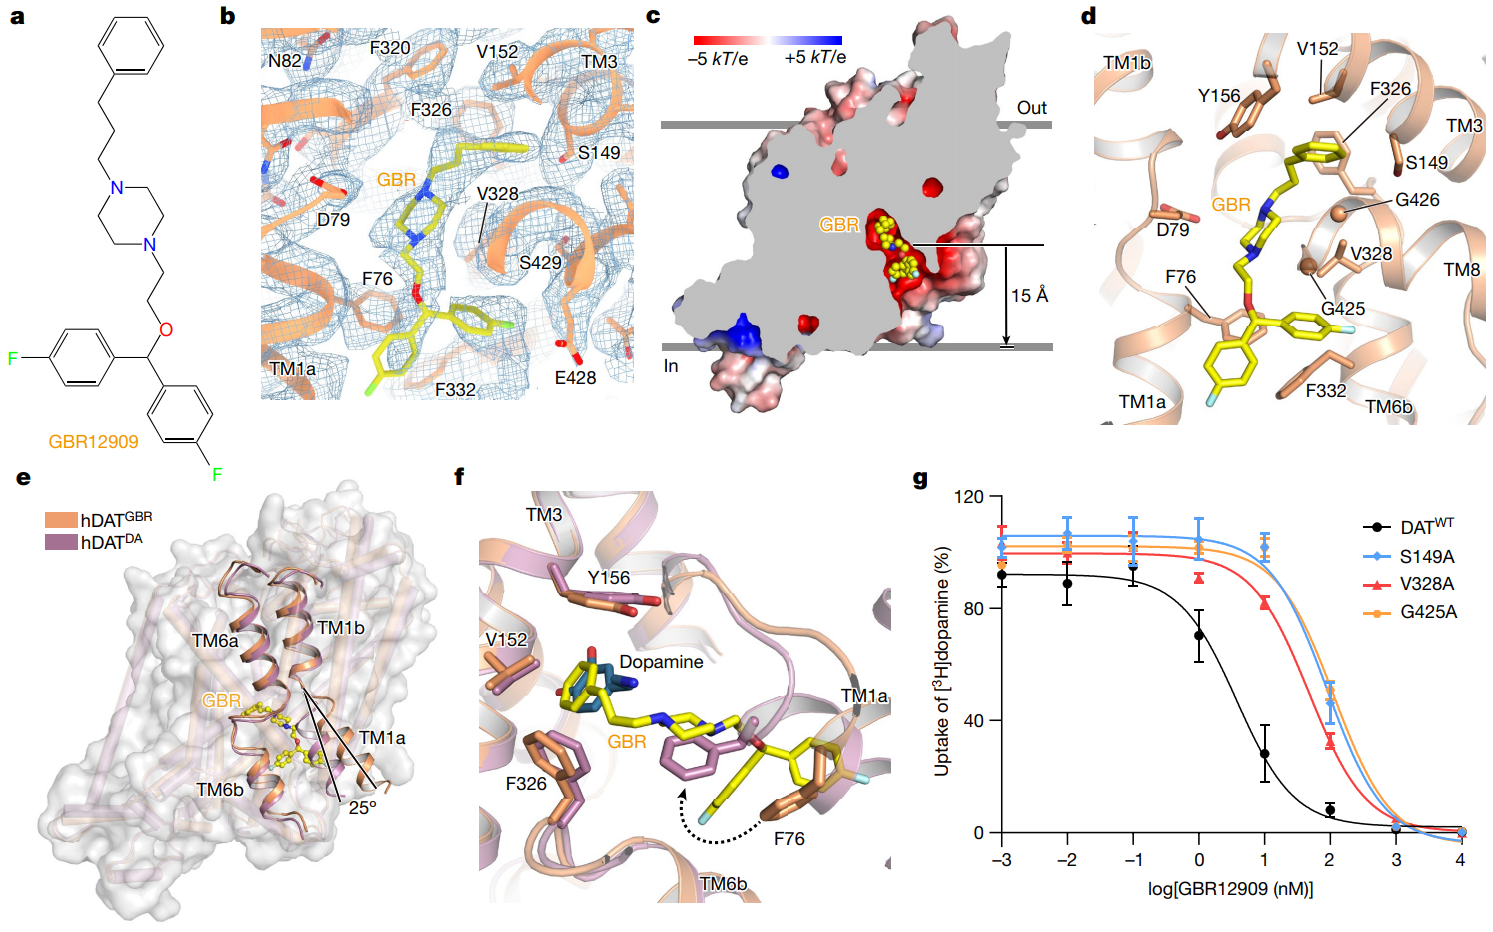 a
N
N
O
F
F
GBR12909
b
N82
F320
V152
TM3
F326
S149
GBR
V328
D79
S429
F76
TM1a
F332
E428
c
–5 kT/e
+5 kT/e
Out
GBR
15 Å
In
d
TM1b
V152
Y156
F326
TM3
S149
GBR
G426
D79
V328
F76
TM8
G425
F332
TM1a
TM6b
e
hDATGBR
hDATDA
TM6a
TM1b
GBR
TM1a
TM6b
25º
f
TM3
Y156
V152
Dopamine
TM1a
GBR
F326
F76
TM6b
g
120
80
40
0
Uptake of [3H]dopamine (%)
–3
–2
–1
0
1
2
3
4
log[GBR12909 (nM)]
DATWT
S149A
V328A
G425A